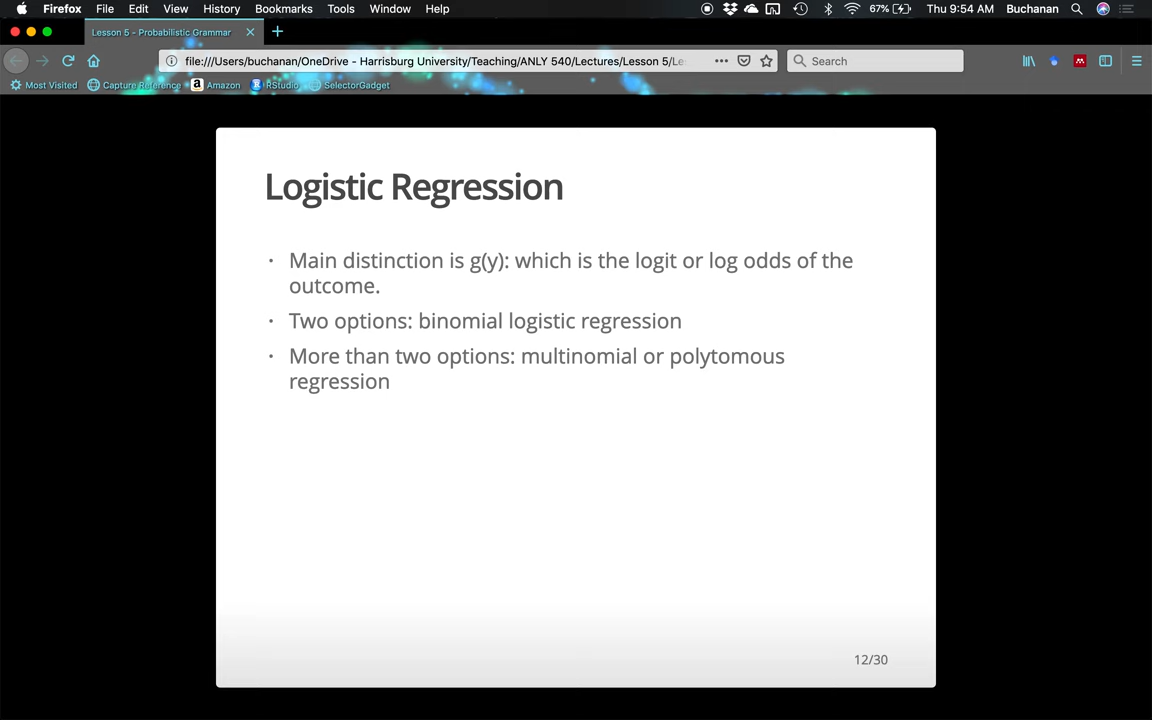 Firefox File Edit View History Bookmarks Tools Window Help 67% Thu 9:54 AM Buchanan
Lesson 5 - Probabilistic Grammar
file:///Users/buchanan/OneDrive - Harrisburg University/Teaching/ANLY 540/Lectures/Lesson 5/Le Search
Most Visited Capture Reference Amazon RStudio SelectorGadget
Logistic Regression
· Main distinction is g(y): which is the logit or log odds of the
outcome.
· Two options: binomial logistic regression
· More than two options: multinomial or polytomous
regression
12/30